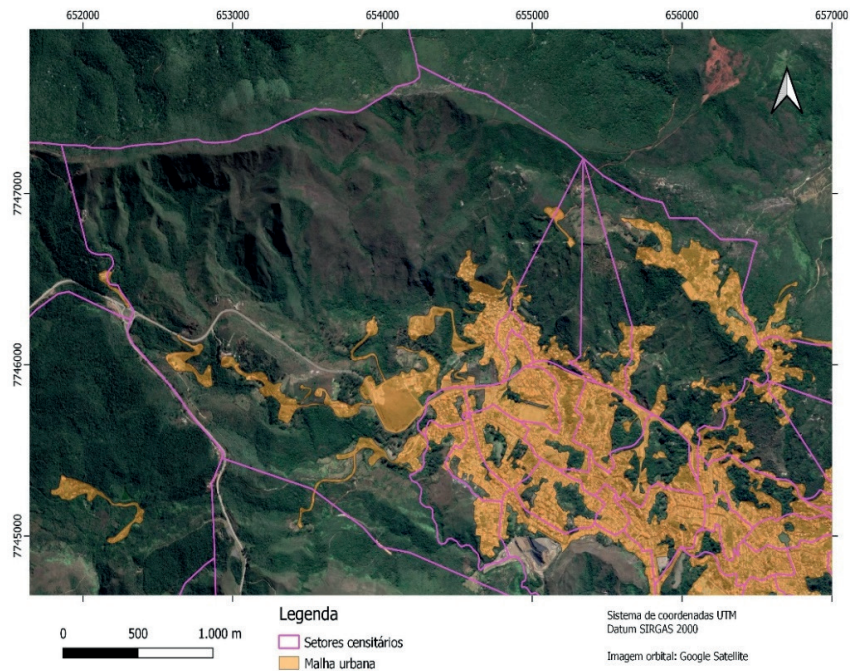 652000 653000 654000 655000 656000 657000
7747000
7746000
7745000
Legenda
Setores censitários
Malha urbana
0 500 1.000 m
Sistema de coordenadas UTM
Datum SIRGAS 2000
Imagem orbital: Google Satellite